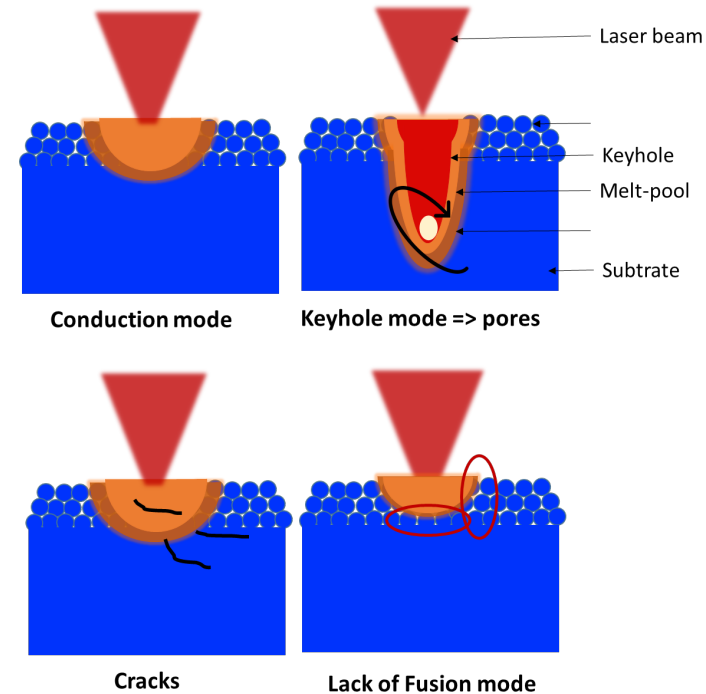 Laser beam
Keyhole
Melt-pool
Subtrate
Conduction mode
Keyhole mode => pores
Cracks
Lack of Fusion mode